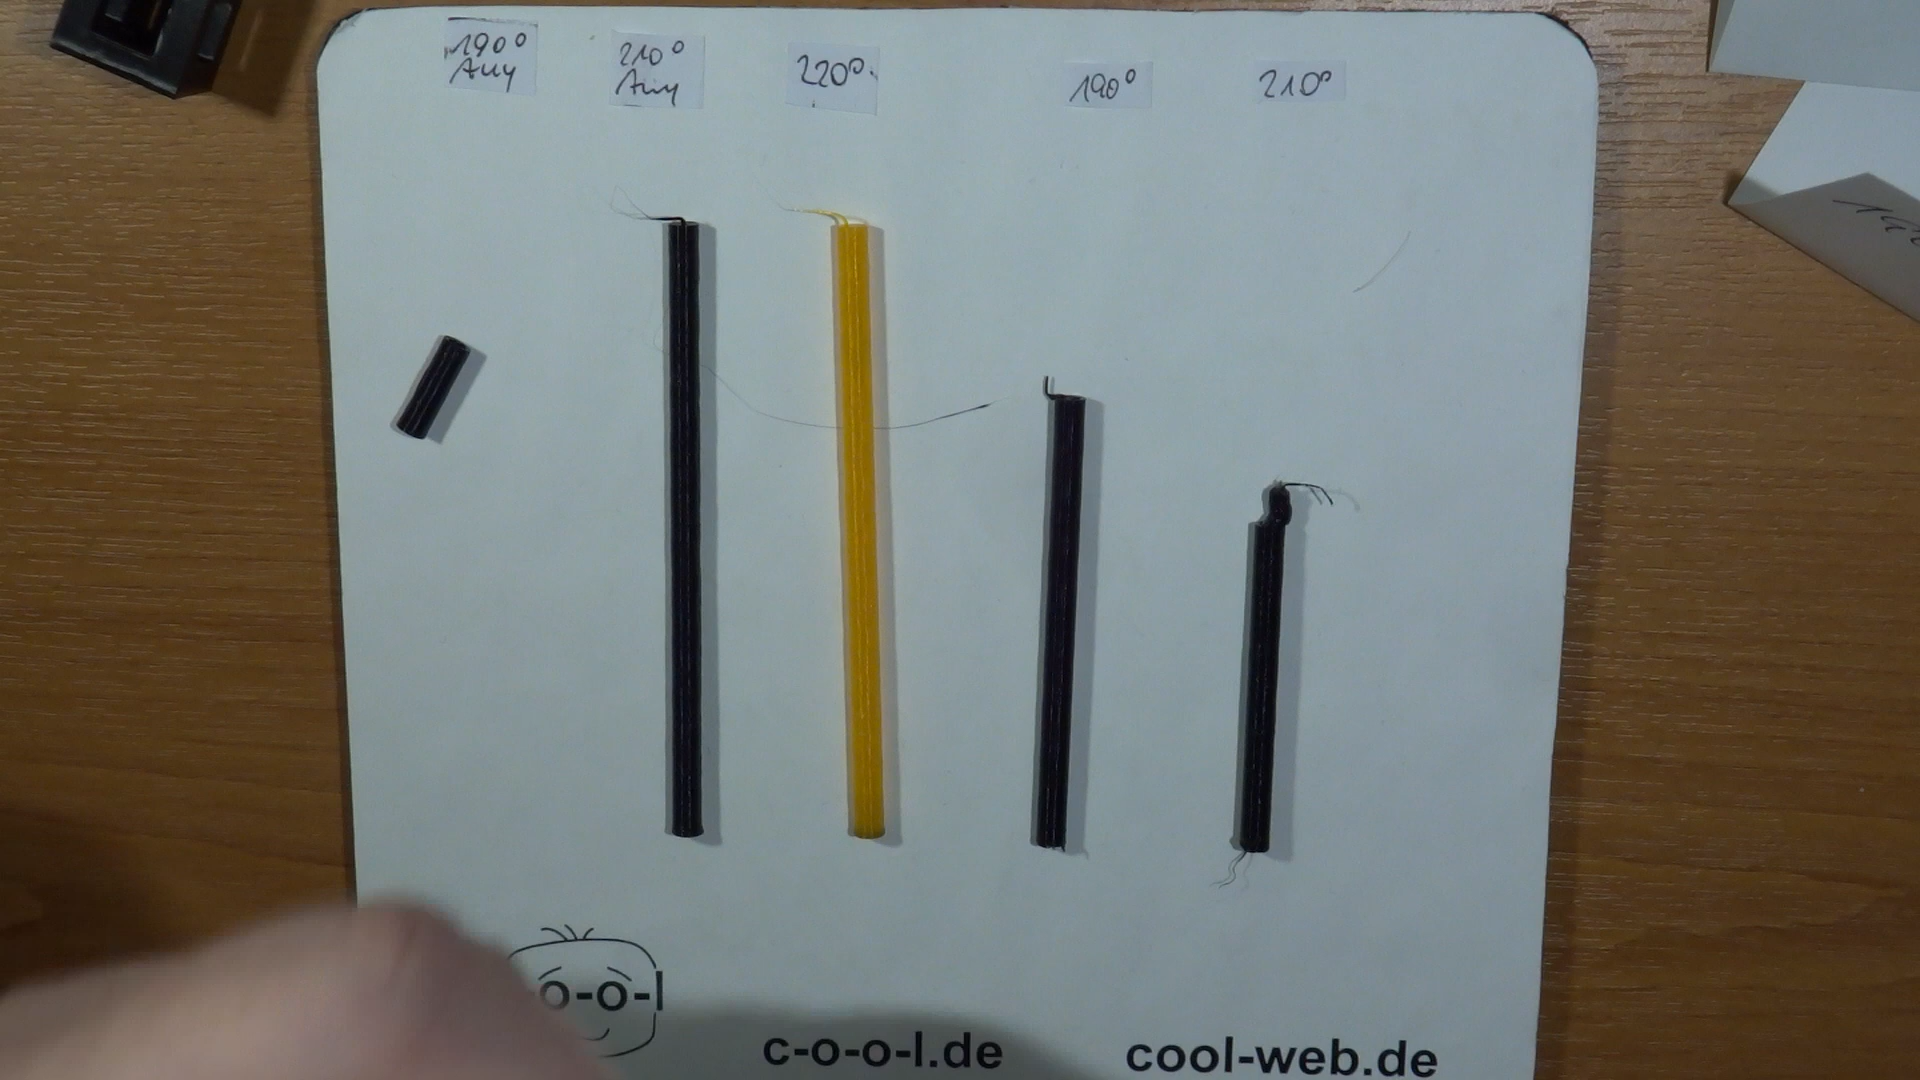 190°
Any
210°
Any
220°
190°
210°
o-o-l
c-o-o-l.de
cool-web.de